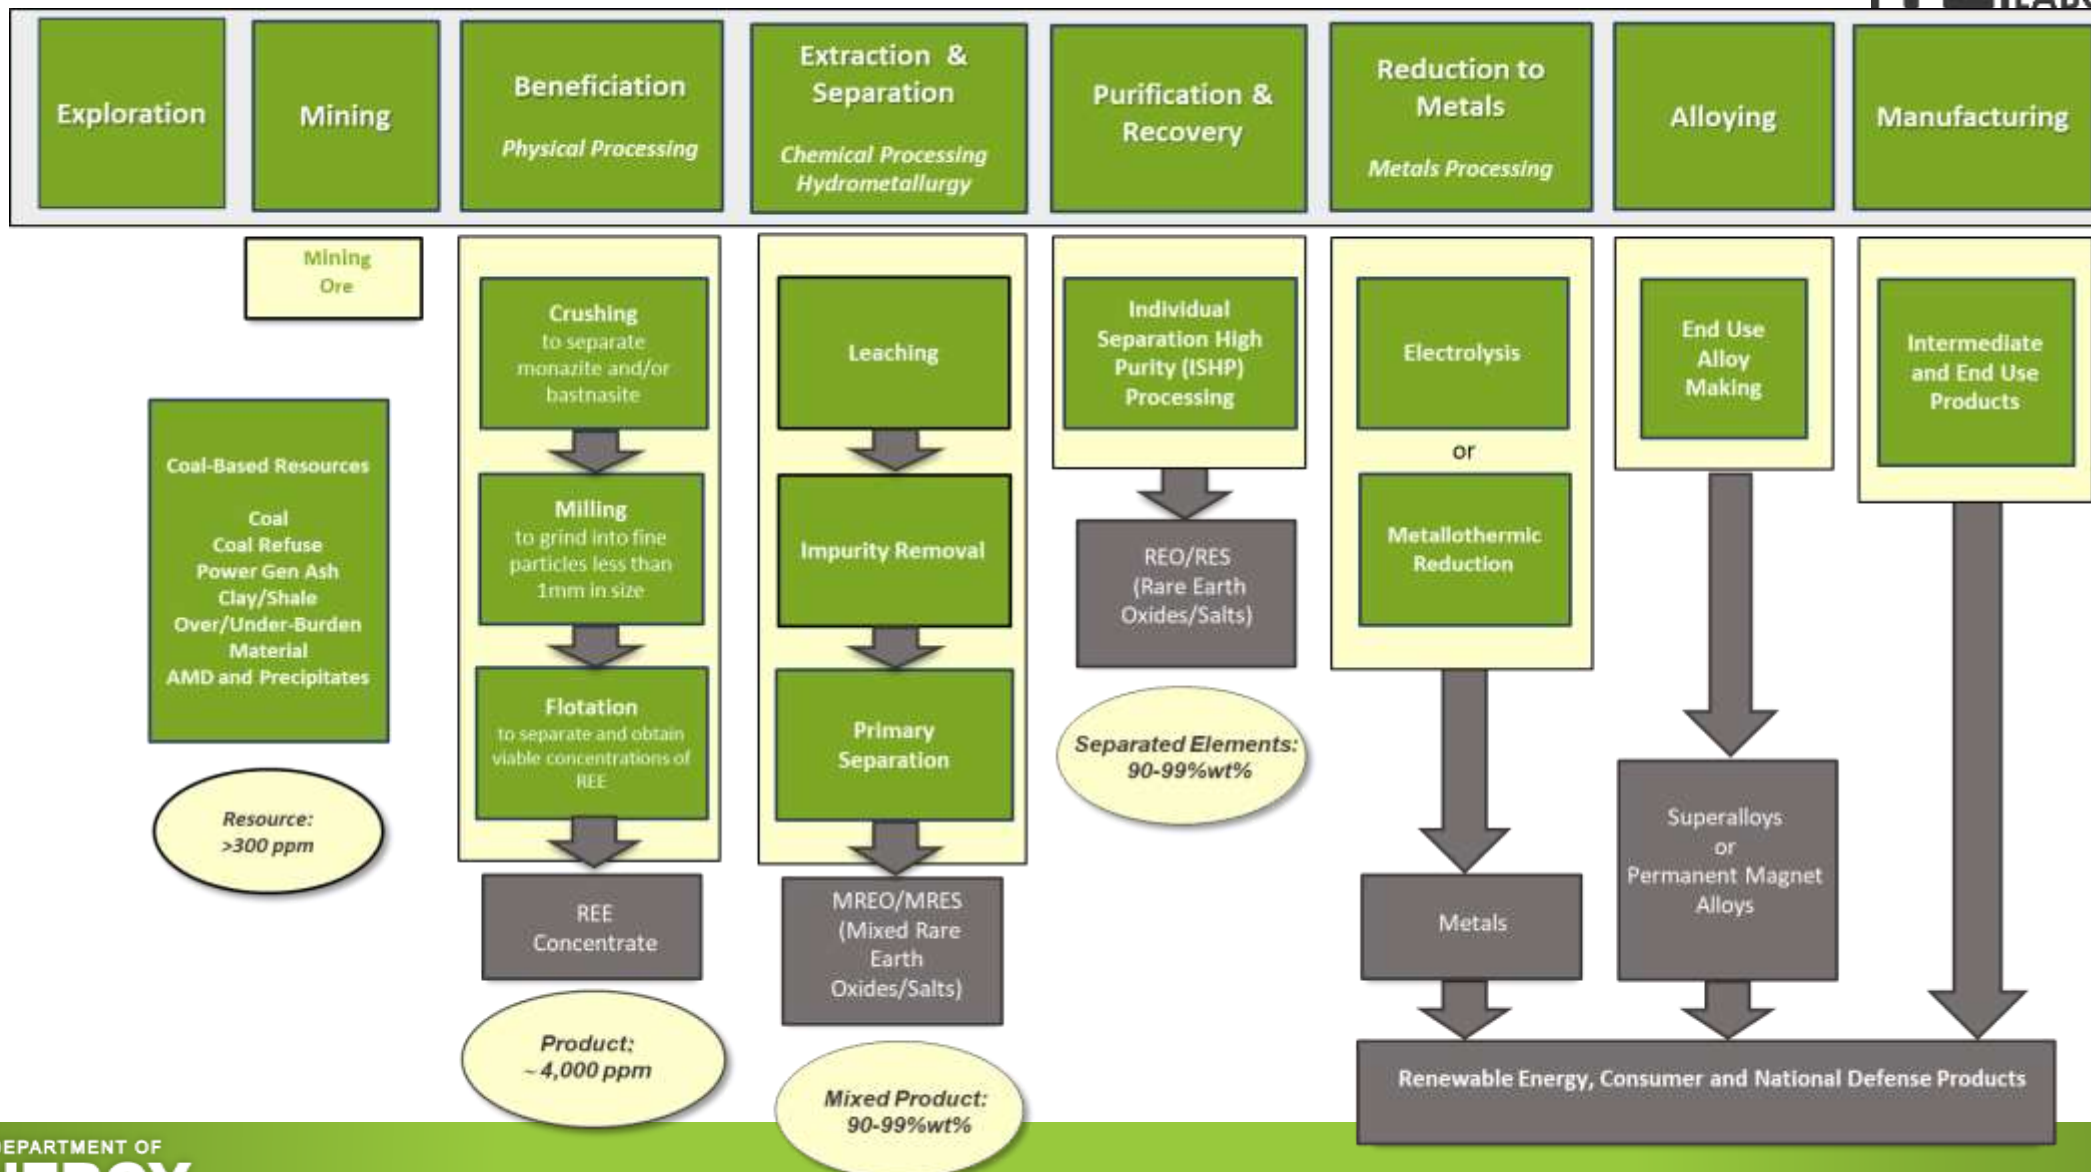 Exploration
Mining
Beneficiation
Physical Processing
Extraction &
Separation
Chemical Processing
Hydrometallurgy
Purification &
Recovery
Reduction to
Metals
Metals Processing
Alloying
Manufacturing
Mining
Ore
Coal-Based Resources
Coal
Coal Refuse
Power Gen Ash
Clay/Shale
Over/Under-Burden
Material
AMD and Precipitates
Resource:
>300 ppm
Crushing
to separate
monazite and/or
bastnasite
Milling
to grind into fine
particles less than
1mm in size
Flotation
to separate and obtain
viable concentrations of
REE
REE
Concentrate
Product:
~ 4,000 ppm
Leaching
Impurity Removal
Primary
Separation
MREO/MRES
(Mixed Rare
Earth
Oxides/Salts)
Mixed Product:
90-99%wt%
Individual
Separation High
Purity (ISHP)
Processing
REO/RES
(Rare Earth
Oxides/Salts)
Separated Elements:
90-99%wt%
Electrolysis
or
Metallothermic
Reduction
Metals
End Use
Alloy
Making
Superalloys
or
Permanent Magnet
Alloys
Intermediate
and End Use
Products
Renewable Energy, Consumer and National Defense Products
DEPARTMENT OF